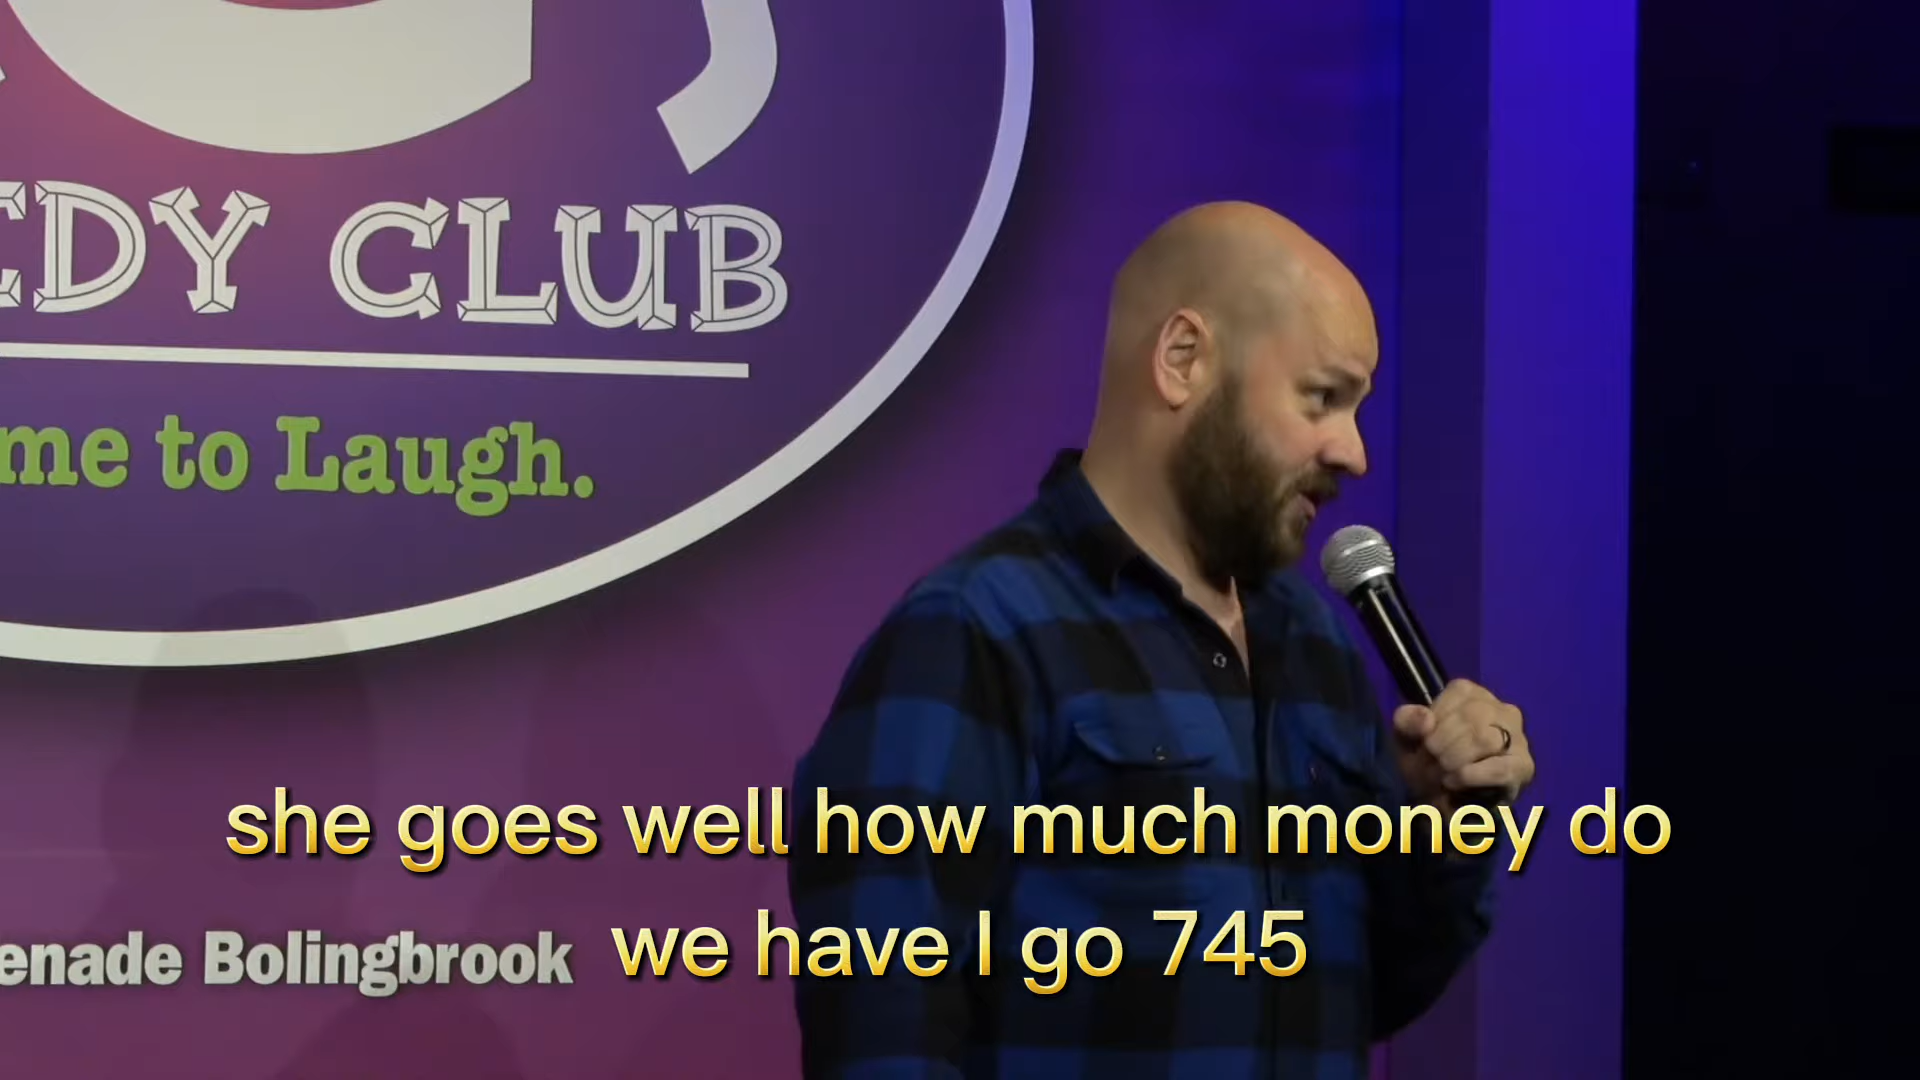 EDY CLUB
me to Laugh.
she goes well how much money do
we have I go 745
enade Bolingbrook